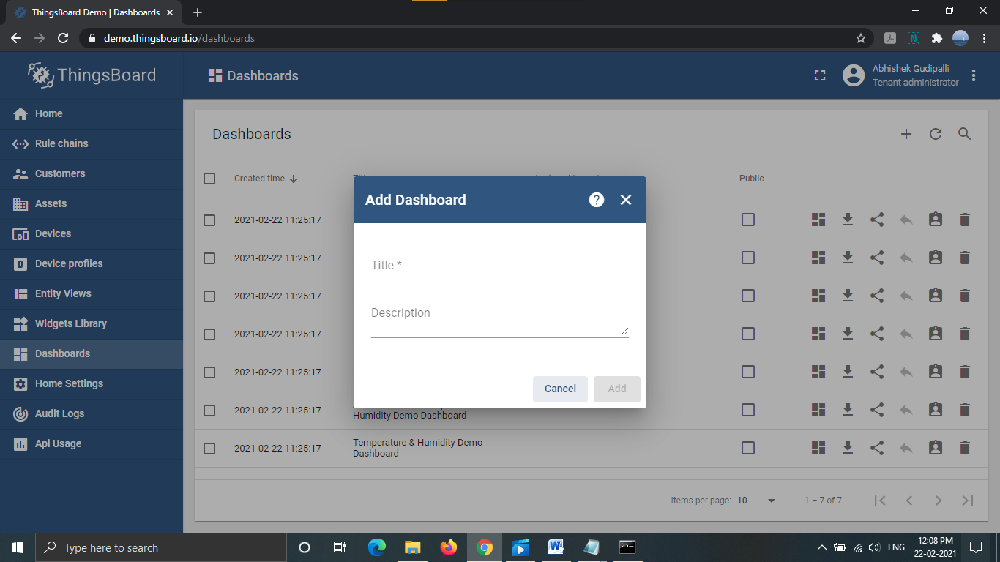 ThingsBoard Demo | Dashboards
demo.thingsboard.io/dashboards
ThingsBoard
Dashboards
Abhishek Gudipalli
Tenant administrator
Home
Rule chains
Customers
Assets
Devices
Device profiles
Entity Views
Widgets Library
Dashboards
Home Settings
Audit Logs
Api Usage
Dashboards
Created time
Public
2021-02-22 11:25:17
2021-02-22 11:25:17
2021-02-22 11:25:17
2021-02-22 11:25:17
2021-02-22 11:25:17
2021-02-22 11:25:17
Humidity Demo Dashboard
2021-02-22 11:25:17
Temperature & Humidity Demo
Dashboard
Add Dashboard
Title *
Description
Cancel
Add
Items per page: 10
1 – 7 of 7
Type here to search
ENG
12:08 PM
22-02-2021